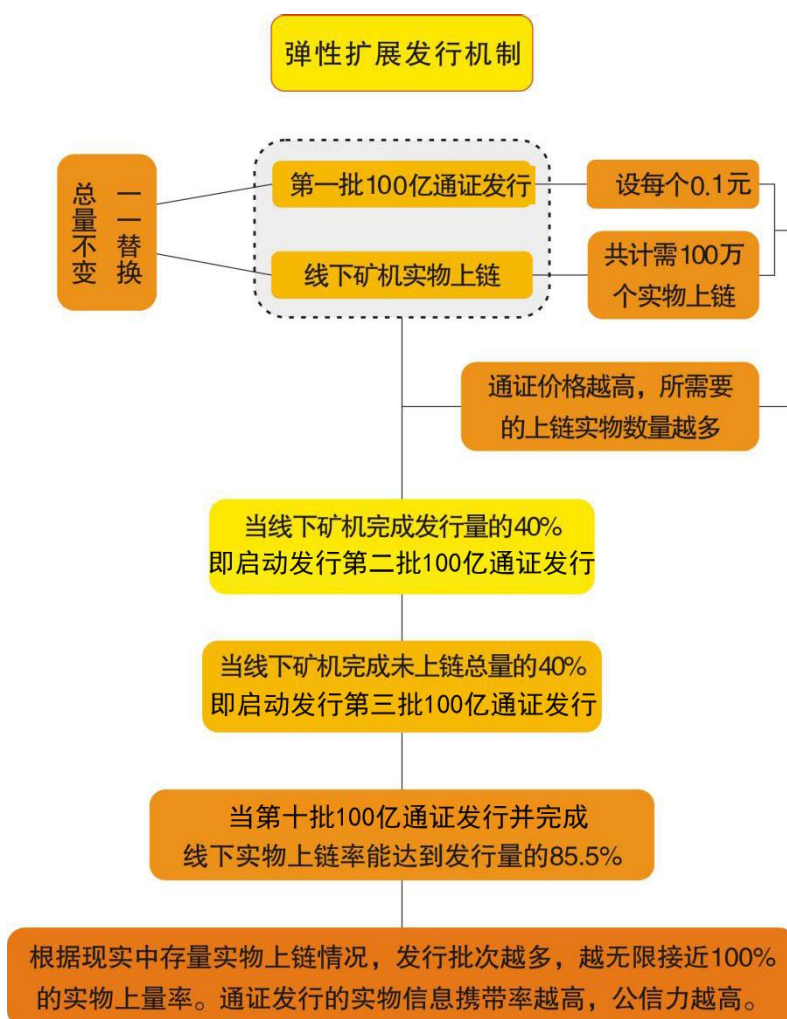 弹性扩展发行机制
总量不变
一一替换
第一批100亿通证发行
设每个0.1元
线下矿机实物上链
共计需100万
个实物上链
通证价格越高，所需要
的上链实物数量越多
当线下矿机完成发行量的40%
即启动发行第二批100亿通证发行
当线下矿机完成未上链总量的40%
即启动发行第三批100亿通证发行
当第十批100亿通证发行并完成
线下实物上链率能达到发行量的85.5%
根据现实中存量实物上链情况，发行批次越多，越无限接近100%
的实物上量率。通证发行的实物信息携带率越高，公信力越高。